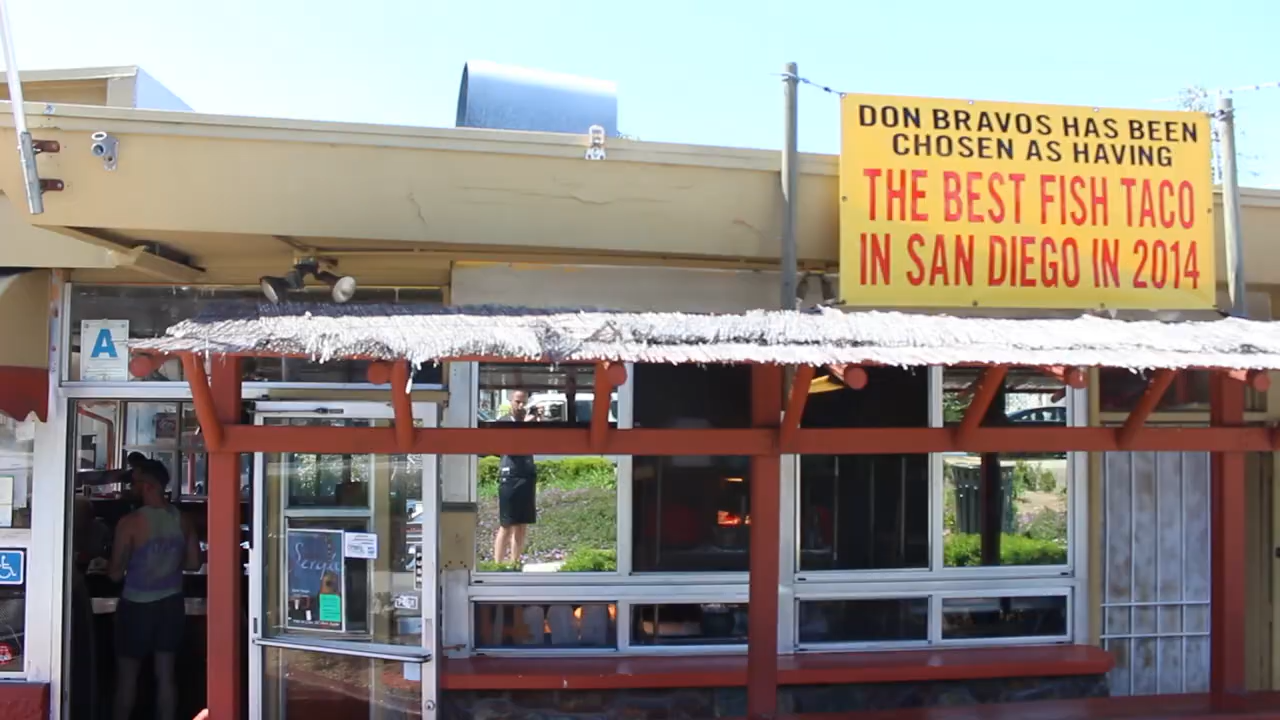 DON BRAVOS HAS BEEN
CHOSEN AS HAVING
THE BEST FISH TACO
IN SAN DIEGO IN 2014
A